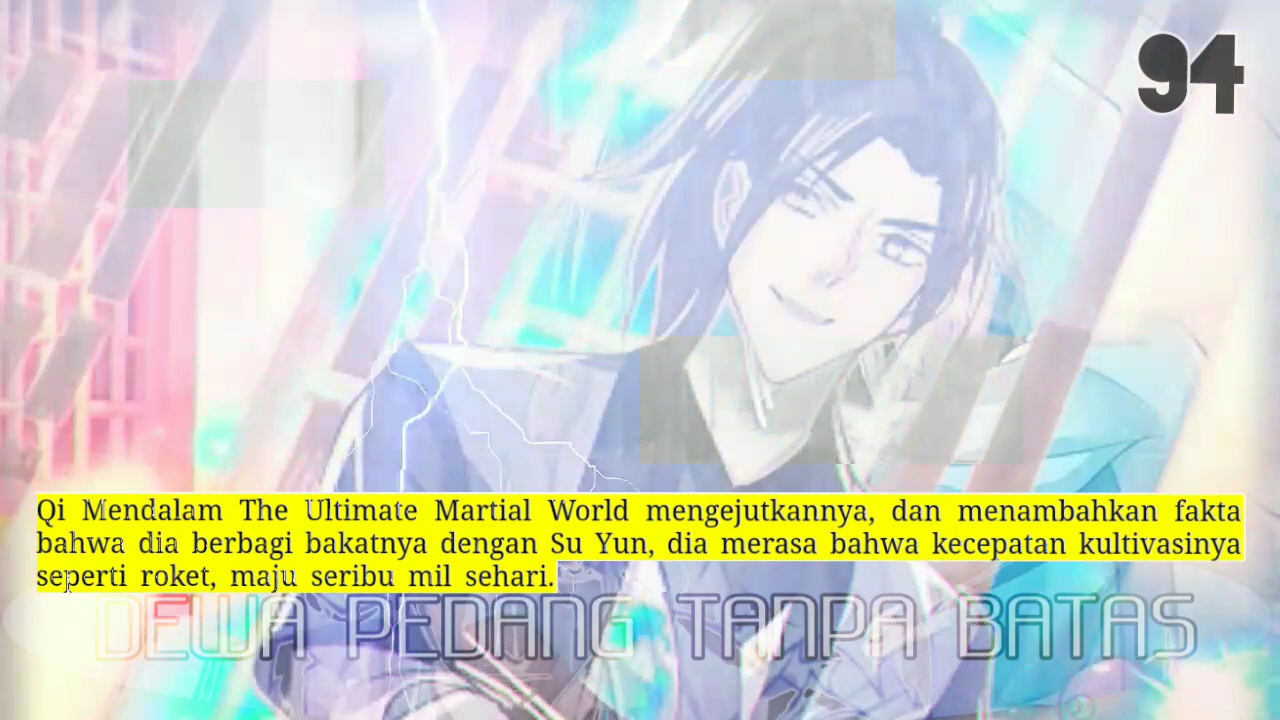 94
Qi Mendalam The Ultimate Martial World mengejutkannya, dan menambahkan fakta
bahwa dia berbagi bakatnya dengan Su Yun, dia merasa bahwa kecepatan kultivasinya
seperti roket, maju seribu mil sehari.
DEWA PEDANG TANPA BATAS